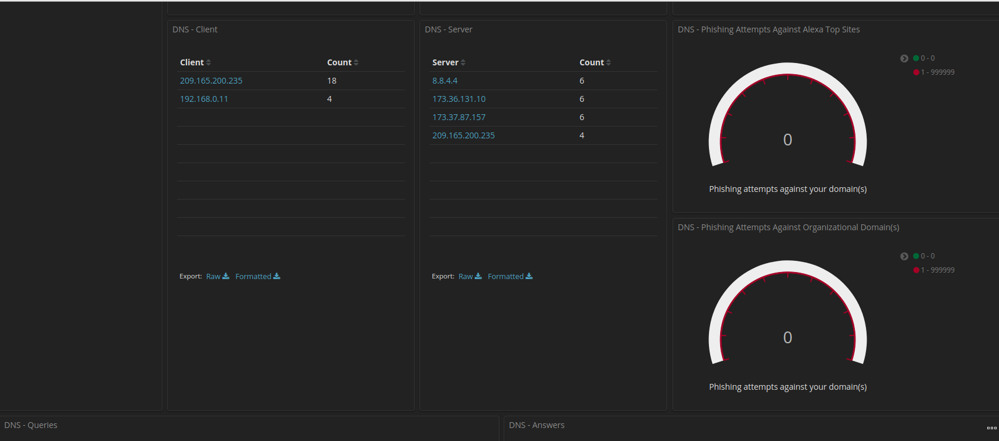 DNS - Client
Client Count
209.165.200.235 18
192.168.0.11 4
Export: Raw Formatted
DNS - Server
Server Count
8.8.4.4 6
173.36.131.10 6
173.37.87.157 6
209.165.200.235 4
Export: Raw Formatted
DNS - Phishing Attempts Against Alexa Top Sites
0 - 0
1 - 999999
0
Phishing attempts against your domain(s)
DNS - Phishing Attempts Against Organizational Domain(s)
0 - 0
1 - 999999
0
Phishing attempts against your domain(s)
DNS - Queries
DNS - Answers